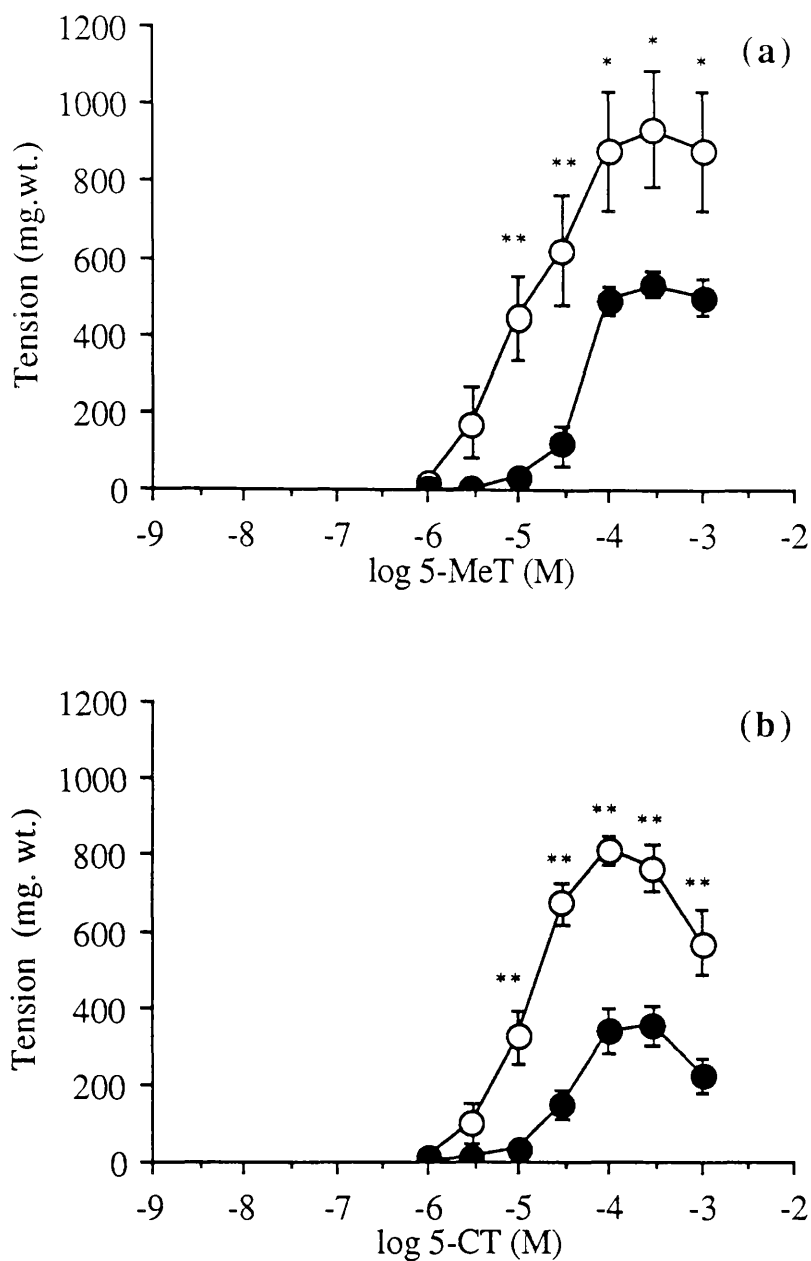 (a)
Tension (mg.wt.)
1200
1000
800
600
400
200
0
** ** * * *
-9 -8 -7 -6 -5 -4 -3 -2
log 5-MeT (M)
(b)
Tension (mg. wt.)
1200
1000
800
600
400
200
0
** ** ** ** **
-9 -8 -7 -6 -5 -4 -3 -2
log 5-CT (M)